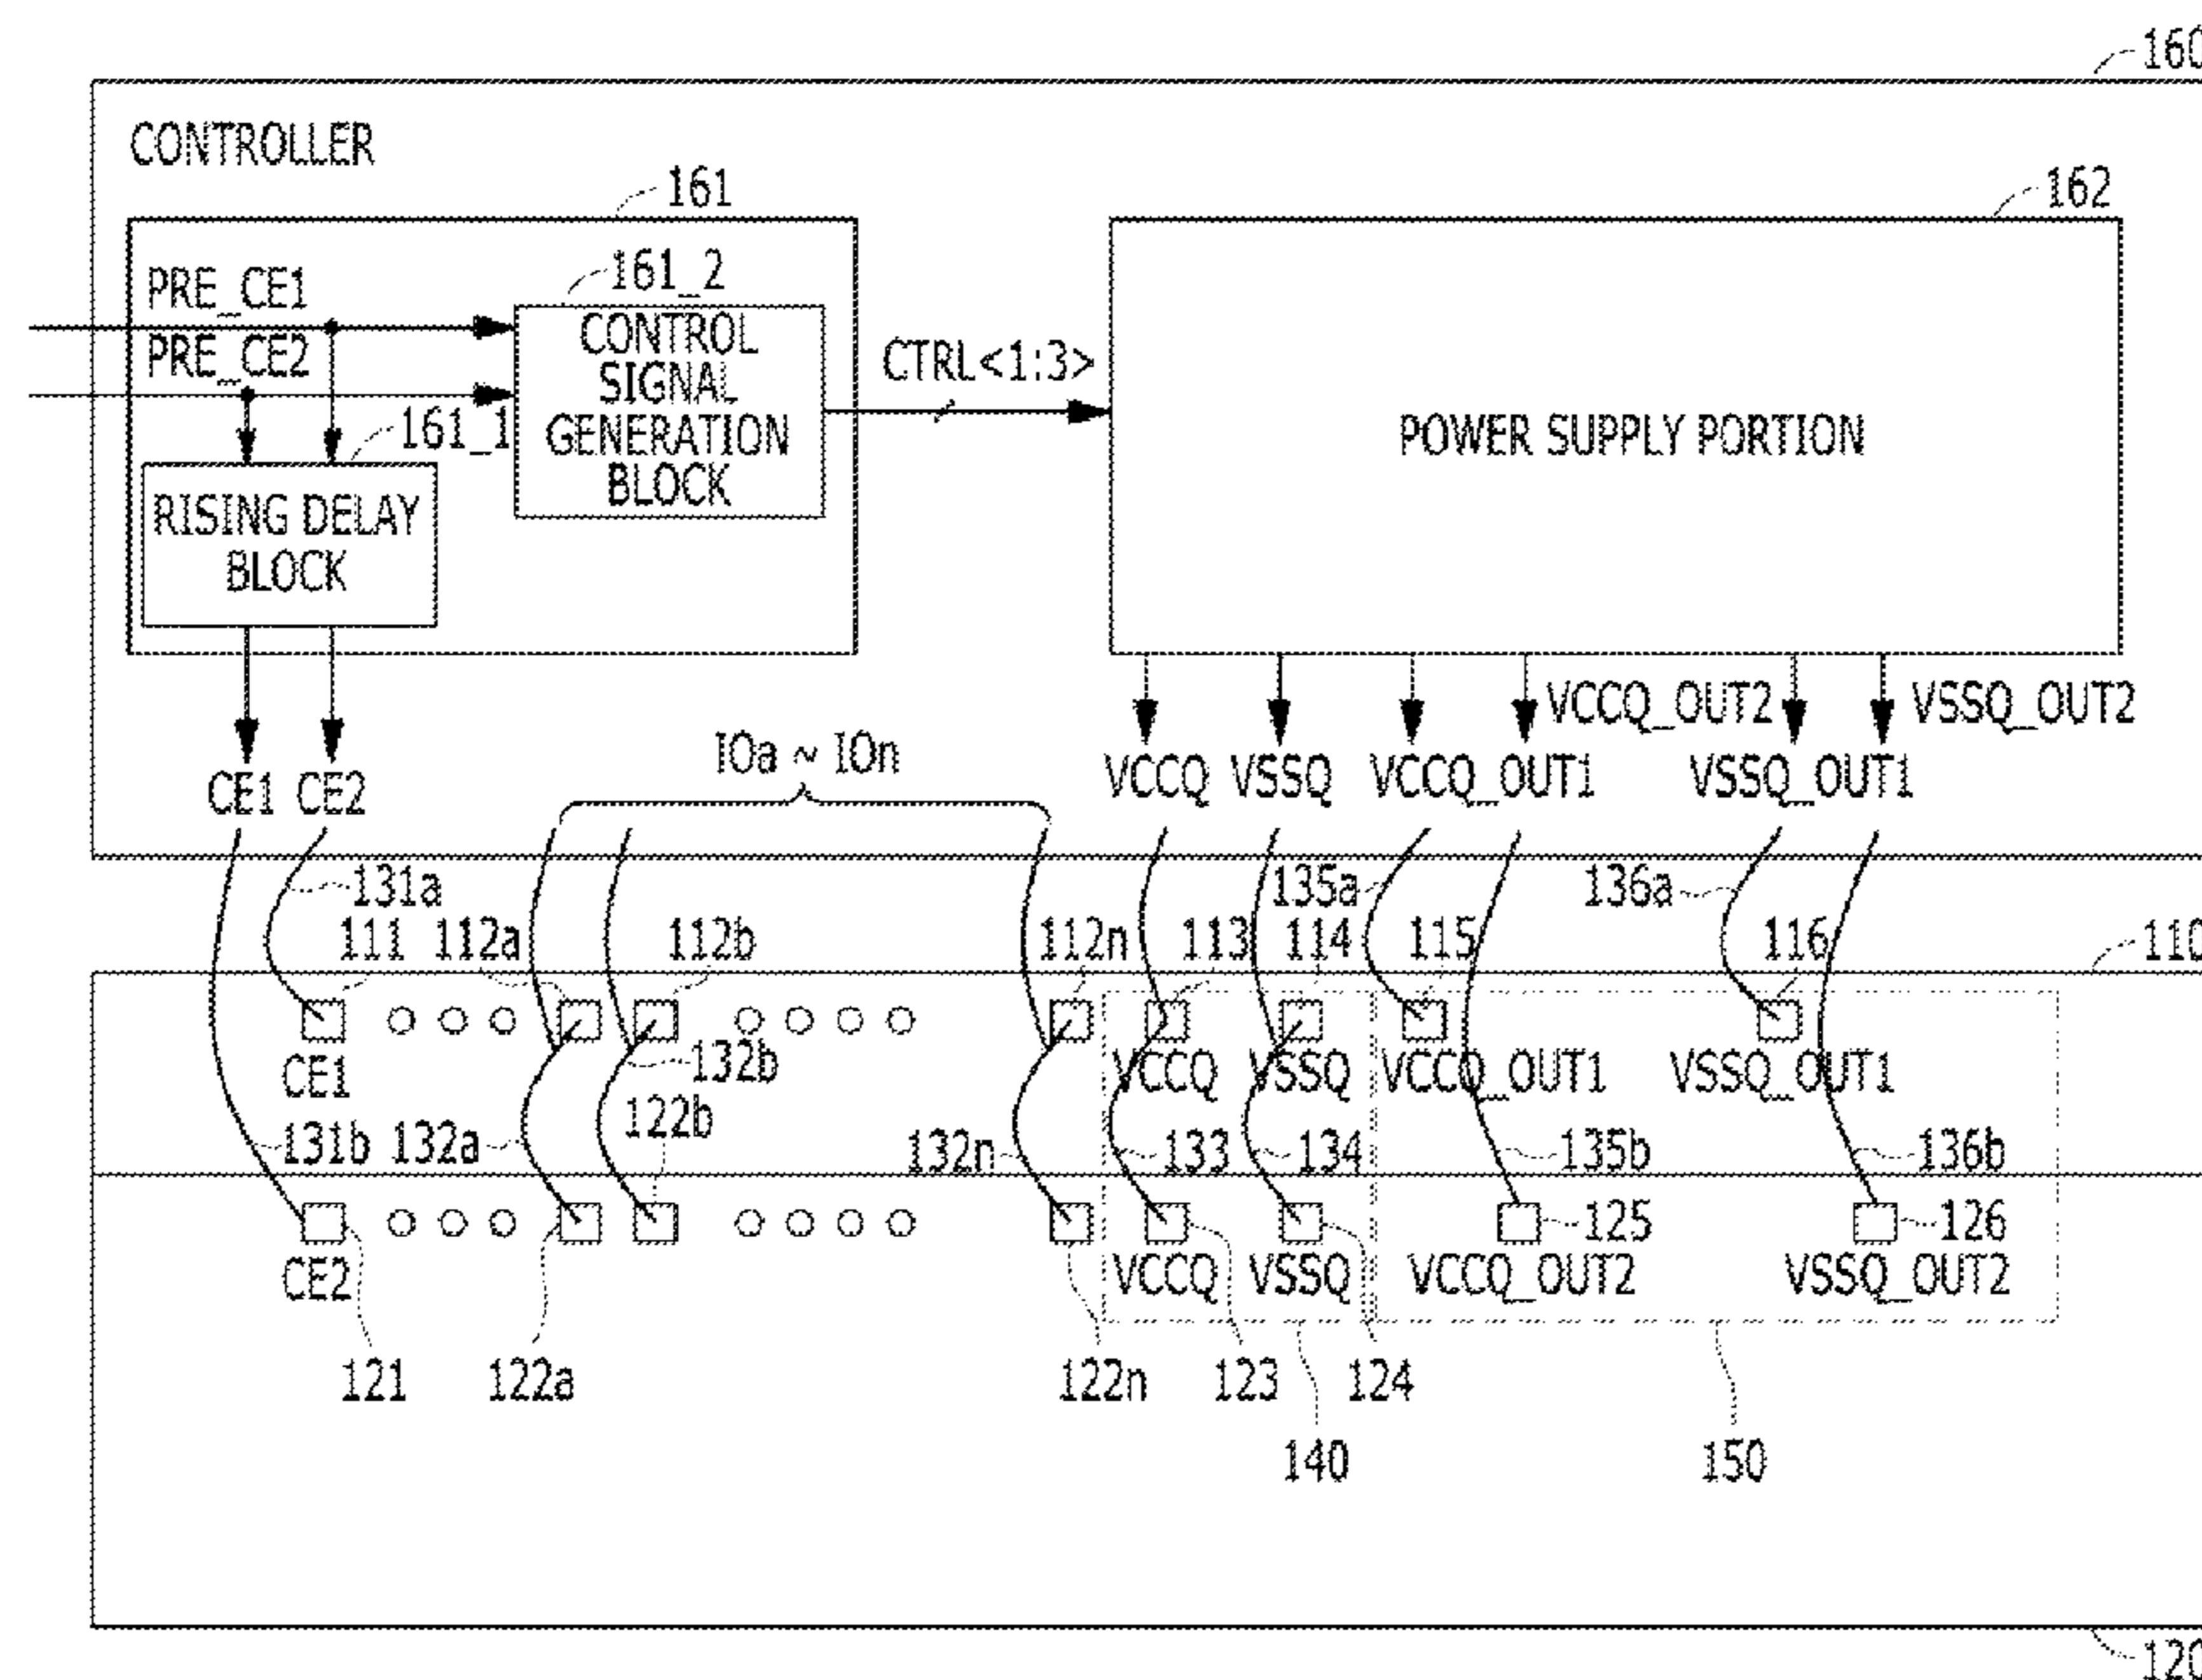 160
CONTROLLER
161
162
PRE_CE1
161_2
PRE_CE2
CONTROL
SIGNAL
GENERATION
BLOCK
CTRL<1:3>
161_1
POWER SUPPLY PORTION
RISING DELAY
BLOCK
VCCQ_OUT2
VSSQ_OUT2
IOa ~ IOn
CE1 CE2
VCCQ VSSQ VCCQ_OUT1 VSSQ_OUT1
131a
135a
136a
111 112a 112b 112n 113 114 115 116
110
132b
CE1
VCCQ VSSQ VCCQ_OUT1 VSSQ_OUT1
122b
131b 132a 132n 133 134 135b 136b
125
126
CE2
VCCQ VSSQ VCCQ_OUT2 VSSQ_OUT2
121 122a 122n 123 124
140 150
120